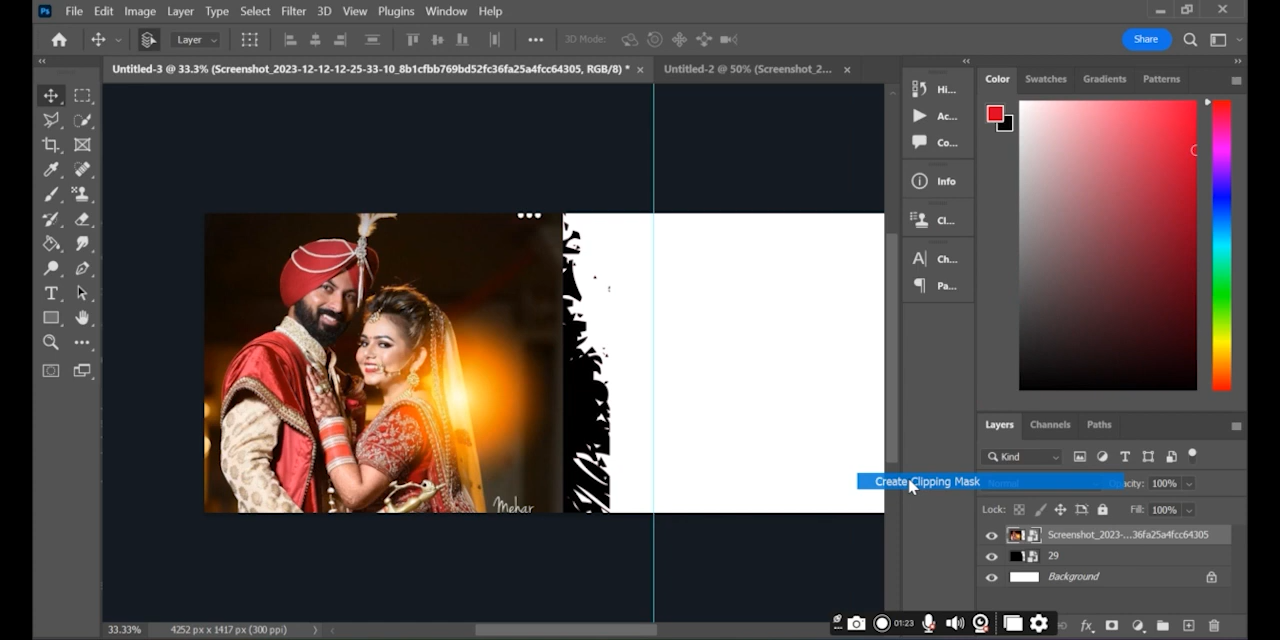 Ps File Edit Image Layer Type Select Filter 3D View Plugins Window Help
Layer 3D Mode: Share
Untitled-3 @ 33.3% (Screenshot_2023-12-12-12-25-33-10_8b1cfbb769bd52fc36fa25a4fcc64305, RGB/8) *
Untitled-2 @ 50% (Screenshot_2...
Hi...
Ac...
Co...
Info
Cl...
Ch...
Pa...
Color Swatches Gradients Patterns
Mehar
Create Clipping Mask
Layers Channels Paths
Kind
Normal Opacity: 100%
Lock: Fill: 100%
Screenshot_2023-...36fa25a4fcc64305
29
Background
fx
33.33% 4252 px x 1417 px (300 ppi)
01:23